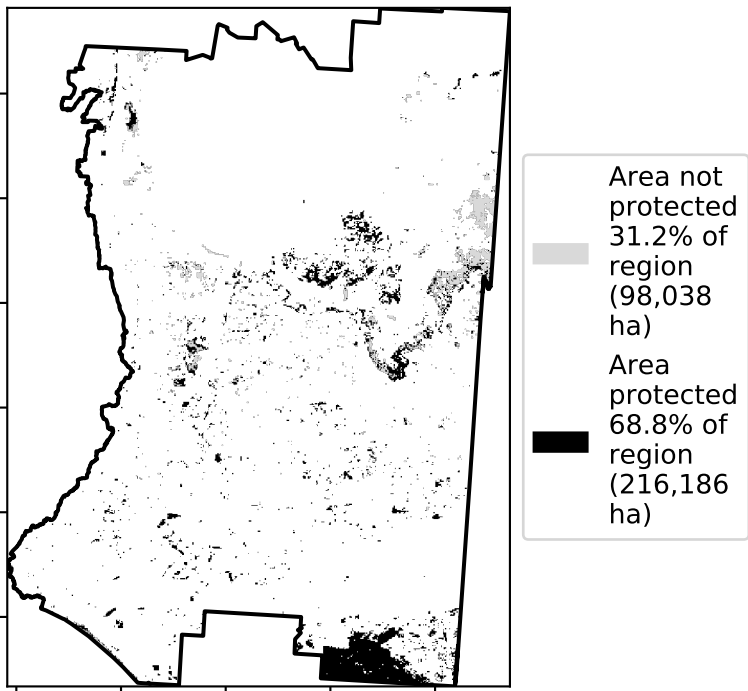 Area not
protected
31.2% of
region
(98,038
ha)
Area
protected
68.8% of
region
(216,186
ha)